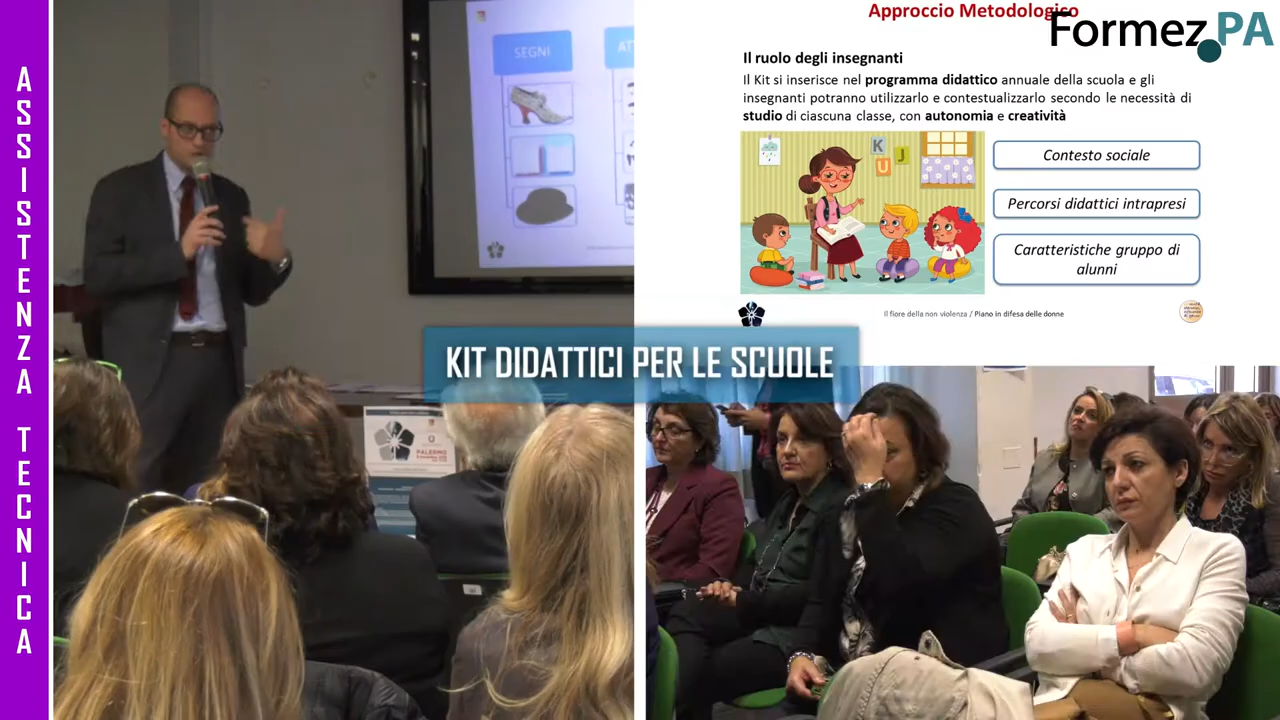 ASSISTENZA TECNICA
SEGNI
Approccio Metodologico
Formez.PA
Il ruolo degli insegnanti
Il Kit si inserisce nel programma didattico annuale della scuola e gli
insegnanti potranno utilizzarlo e contestualizzarlo secondo le necessità di
studio di ciascuna classe, con autonomia e creatività
K
J
U
Contesto sociale
Percorsi didattici intrapresi
Caratteristiche gruppo di
alunni
Il fiore della non violenza / Piano in difesa delle donne
KIT DIDATTICI PER LE SCUOLE
PALERMO